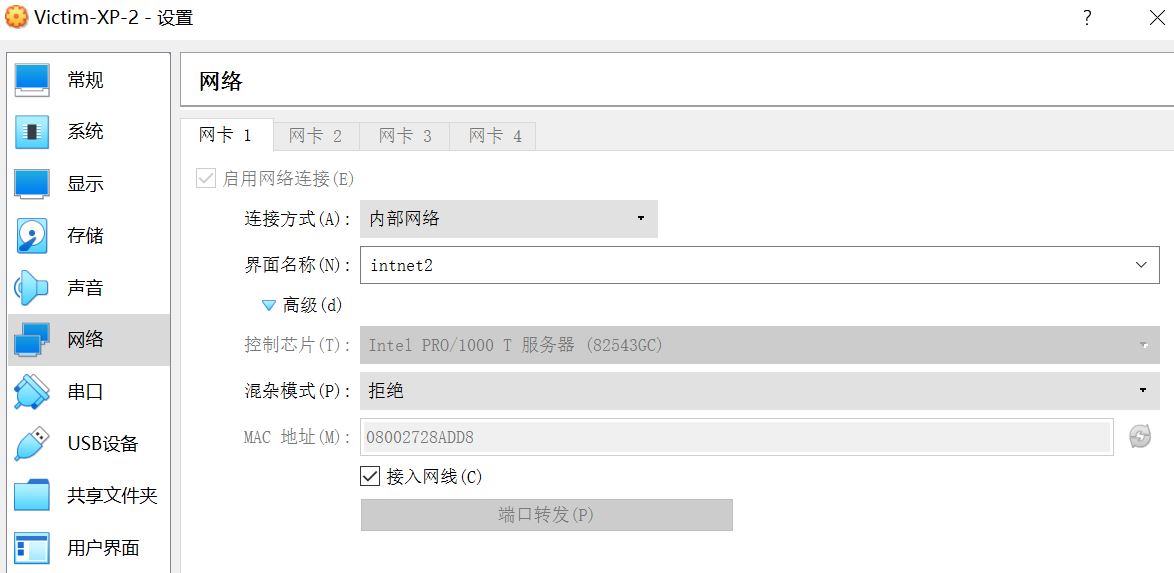 Victim-XP-2 - 设置
?
常规
系统
显示
存储
声音
网络
串口
USB设备
共享文件夹
用户界面
网络
网卡 1 网卡 2 网卡 3 网卡 4
启用网络连接(E)
连接方式(A): 内部网络
界面名称(N): intnet2
高级(d)
控制芯片(T): Intel PRO/1000 T 服务器 (82543GC)
混杂模式(P): 拒绝
MAC 地址(M): 08002728ADD8
接入网线(C)
端口转发(P)